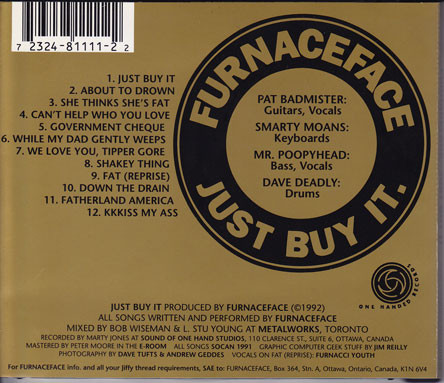 7 2324-81111-2 2
1. JUST BUY IT
2. ABOUT TO DROWN
3. SHE THINKS SHE'S FAT
4. CAN'T HELP WHO YOU LOVE
5. GOVERNMENT CHEQUE
6. WHILE MY DAD GENTLY WEEPS
7. WE LOVE YOU, TIPPER GORE
8. SHAKEY THING
9. FAT (REPRISE)
10. DOWN THE DRAIN
11. FATHERLAND AMERICA
12. KKKISS MY ASS
FURNACEFACE
PAT BADMISTER:
Guitars, Vocals
SMARTY MOANS:
Keyboards
MR. POOPYHEAD:
Bass, Vocals
DAVE DEADLY:
Drums
JUST BUY IT.
ONE HANDED RECORDS
JUST BUY IT PRODUCED BY FURNACEFACE (©1992)
ALL SONGS WRITTEN AND PERFORMED BY FURNACEFACE
MIXED BY BOB WISEMAN & L. STU YOUNG AT METALWORKS, TORONTO
RECORDED BY MARTY JONES AT SOUND OF ONE HAND STUDIOS, 110 CLARENCE ST., SUITE 6, OTTAWA, CANADA
MASTERED BY PETER MOORE IN THE E-ROOM ALL SONGS SOCAN 1991 GRAPHIC COMPUTER GEEK STUFF BY JIM REILLY
PHOTOGRAPHY BY DAVE TUFTS & ANDREW GEDDES VOCALS ON FAT (REPRISE): FURNACCI YOUTH
For FURNACEFACE info. and all your jiffy thread requirements, SAE to: FURNACEFACE, Box 364, Stn. A, Ottawa, Ontario, Canada, K1N 6V4